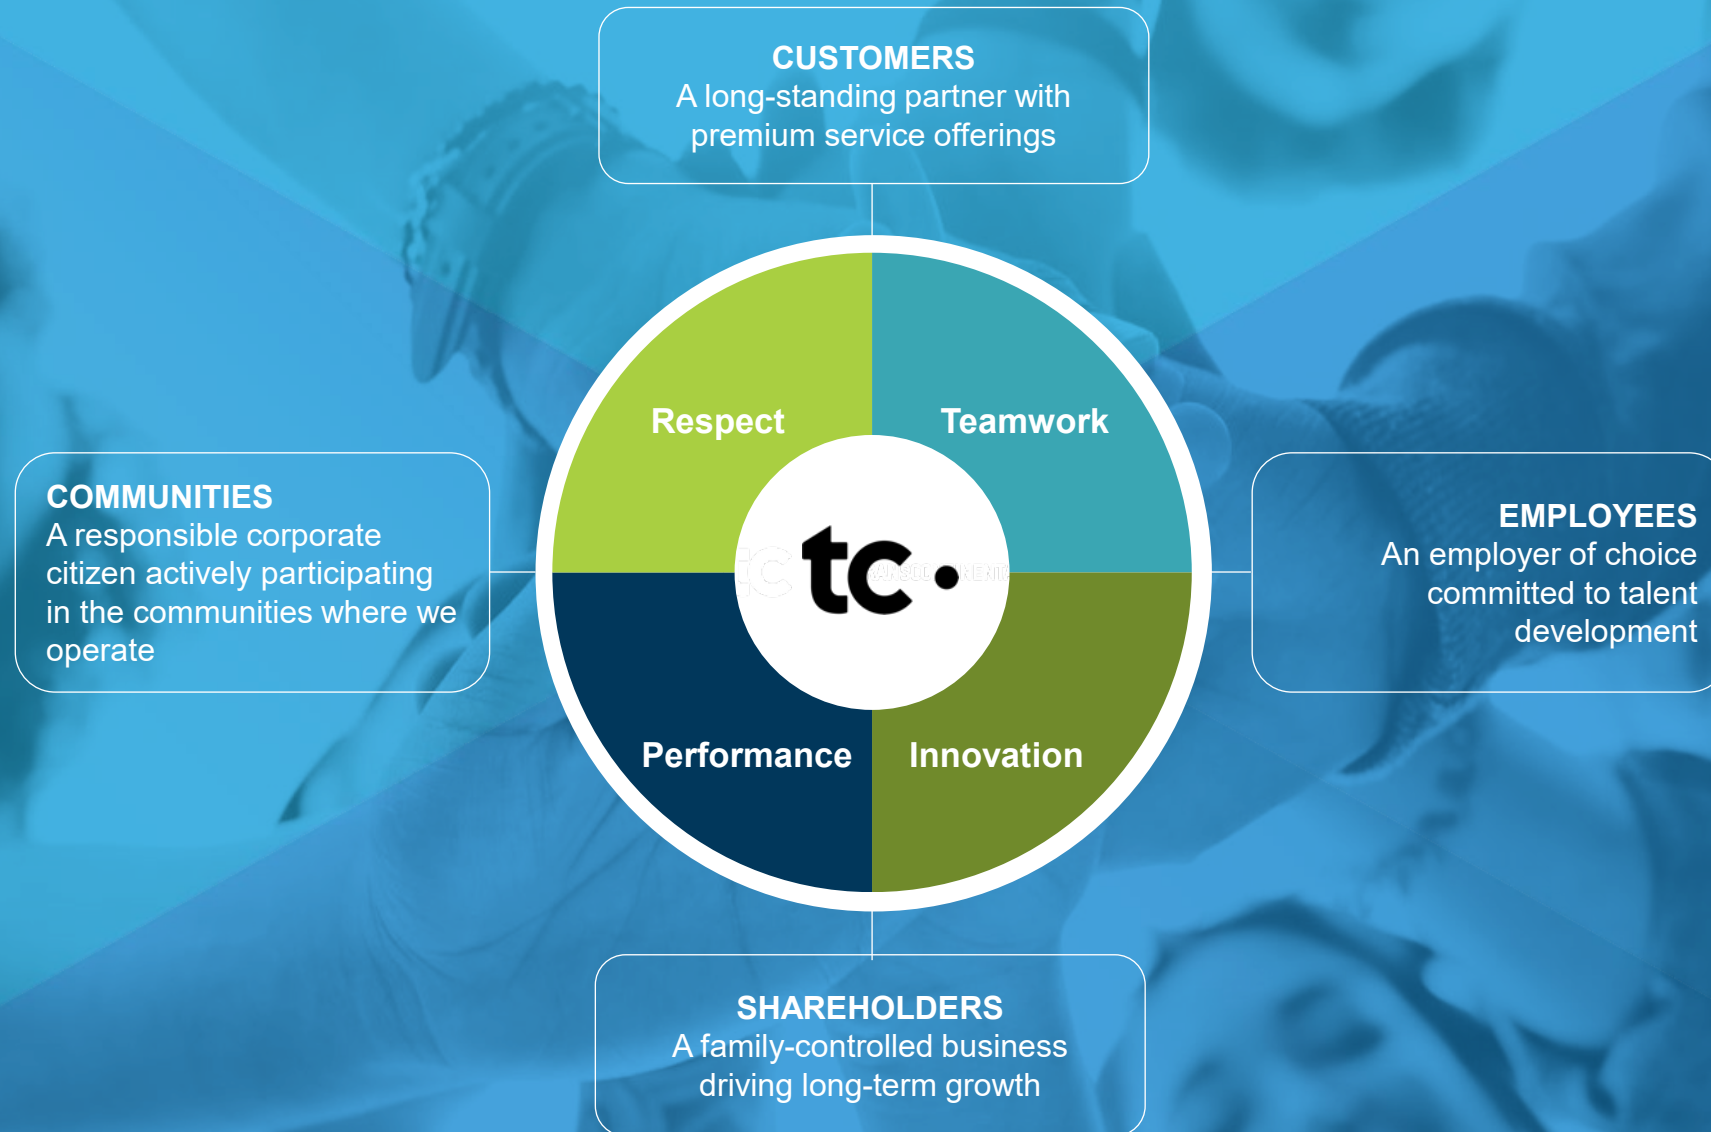 CUSTOMERS
A long-standing partner with
premium service offerings
Respect
Teamwork
COMMUNITIES
A responsible corporate
citizen actively participating
in the communities where we
operate
tc
EMPLOYEES
An employer of choice
committed to talent
development
Performance
Innovation
SHAREHOLDERS
A family-controlled business
driving long-term growth